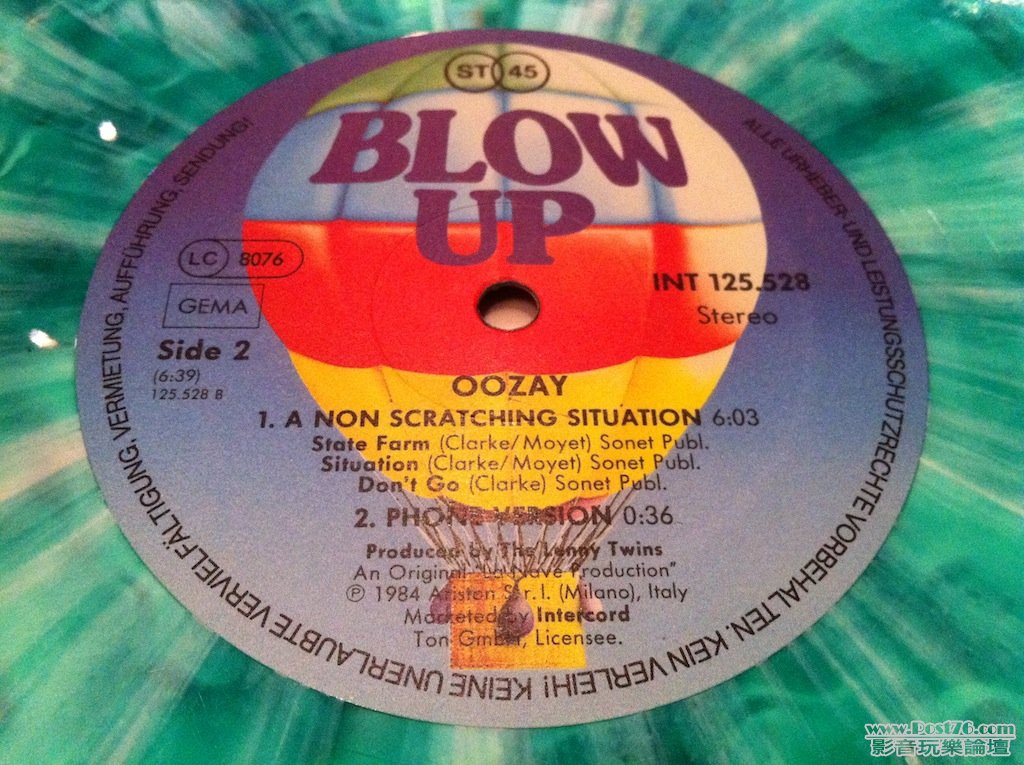 ST 45
BLOW
UP
LC 8076
GEMA
INT 125.528
Stereo
Side 2
(6:39)
125.528 B
OOZAY
1. A NON SCRATCHING SITUATION 6:03
State Farm (Clarke/Moyet) Sonet Publ.
Situation (Clarke/Moyet) Sonet Publ.
Don't Go (Clarke) Sonet Publ.
2. PHONE VERSION 0:36
Produced by The Lenny Twins
An Original "La Nave Production"
℗ 1984 Ariston S.r.l. (Milano), Italy
Marketed by Intercord
Ton GmbH, Licensee.
ALLE URHEBER- UND LEISTUNGSSCHUTZRECHTE VORBEHALTEN. KEIN VERLEIH! KEINE UNERLAUBTE VERVIELFÄLTIGUNG, VERMIETUNG, AUFFÜHRUNG, SENDUNG!
www.Post76.com
影音玩樂論壇